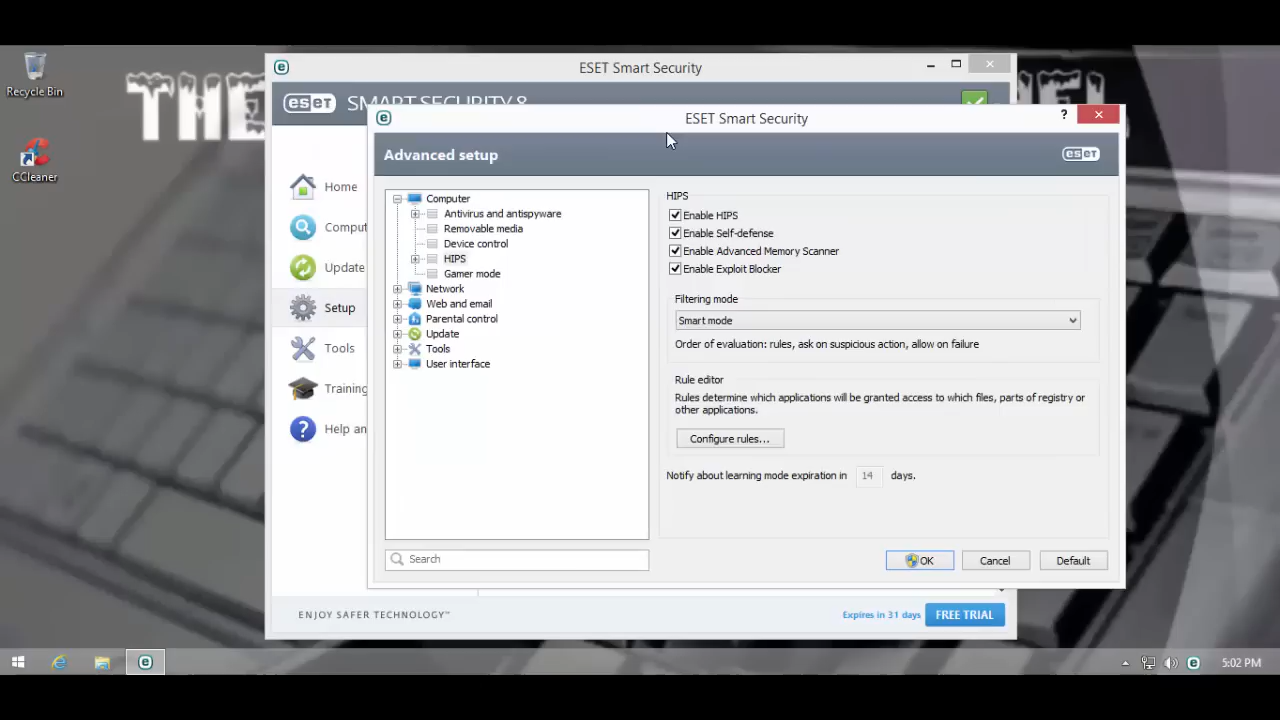 Recycle Bin
CCleaner
THE
ESET Smart Security
eseT SMART SECURITY 8
Home
Comput
Update
Setup
Tools
Training
Help an
ESET Smart Security
?
Advanced setup
eseT
Computer
Antivirus and antispyware
Removable media
Device control
HIPS
Gamer mode
Network
Web and email
Parental control
Update
Tools
User interface
Search
HIPS
Enable HIPS
Enable Self-defense
Enable Advanced Memory Scanner
Enable Exploit Blocker
Filtering mode
Smart mode
Order of evaluation: rules, ask on suspicious action, allow on failure
Rule editor
Rules determine which applications will be granted access to which files, parts of registry or
other applications.
Configure rules...
Notify about learning mode expiration in 14 days.
OK Cancel Default
ENJOY SAFER TECHNOLOGY™
Expires in 31 days FREE TRIAL
5:02 PM